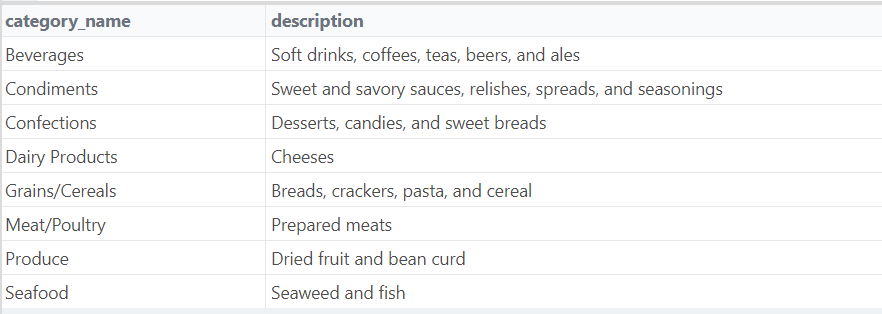 category_name description
Beverages Soft drinks, coffees, teas, beers, and ales
Condiments Sweet and savory sauces, relishes, spreads, and seasonings
Confections Desserts, candies, and sweet breads
Dairy Products Cheeses
Grains/Cereals Breads, crackers, pasta, and cereal
Meat/Poultry Prepared meats
Produce Dried fruit and bean curd
Seafood Seaweed and fish